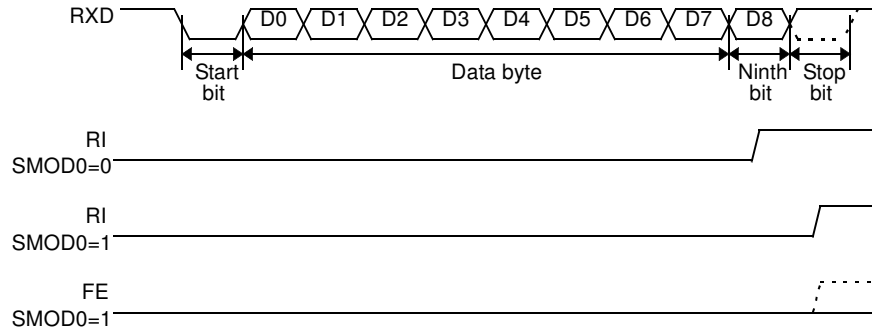 RXD D0 D1 D2 D3 D4 D5 D6 D7 D8
Start bit
Data byte
Ninth bit
Stop bit
RI
SMOD0=0
RI
SMOD0=1
FE
SMOD0=1